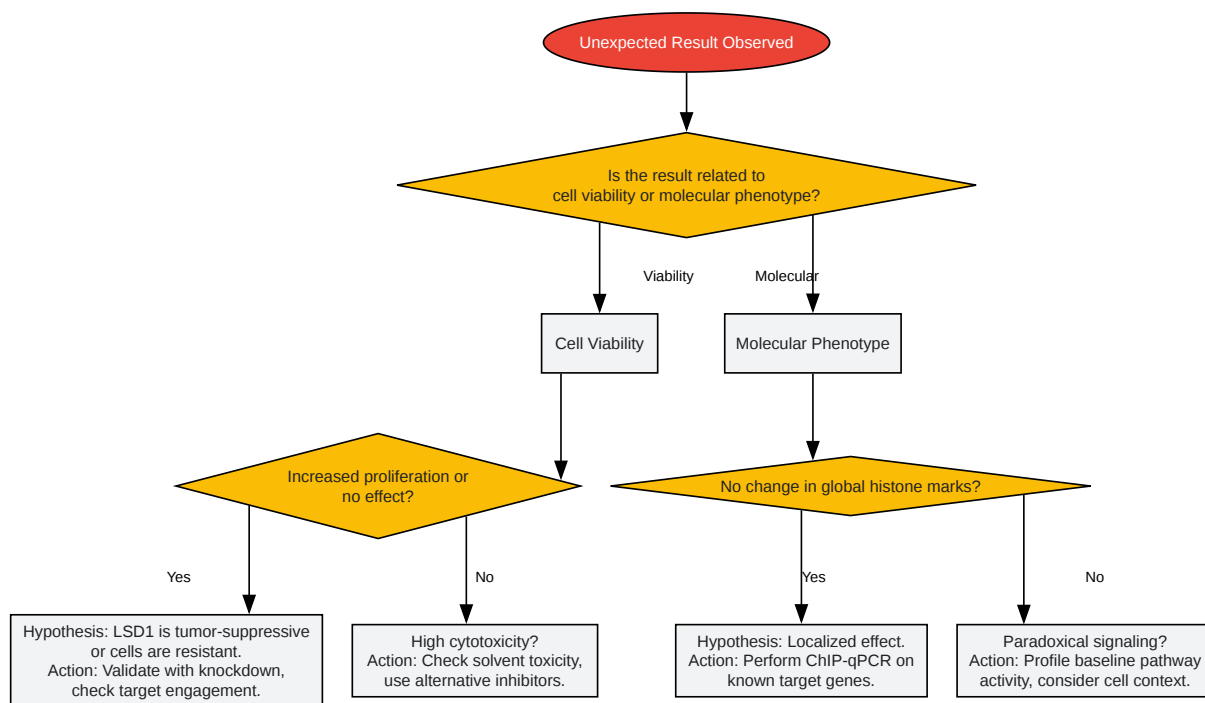 Unexpected Result Observed
Is the result related to
cell viability or molecular phenotype?
Viability
Molecular
Cell Viability
Molecular Phenotype
Increased proliferation or
no effect?
No change in global histone marks?
Yes
No
Yes
No
Hypothesis: LSD1 is tumor-suppressive
or cells are resistant.
Action: Validate with knockdown,
check target engagement.
High cytotoxicity?
Action: Check solvent toxicity,
use alternative inhibitors.
Hypothesis: Localized effect.
Action: Perform ChIP-qPCR on
known target genes.
Paradoxical signaling?
Action: Profile baseline pathway
activity, consider cell context.